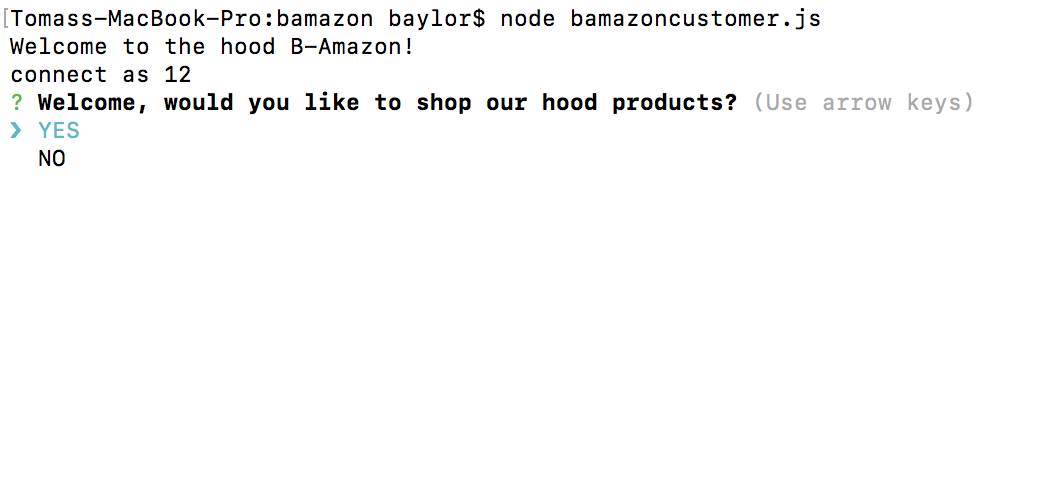 [Tomass-MacBook-Pro:bamazon baylor$ node bamazoncustomer.js
Welcome to the hood B-Amazon!
connect as 12
? Welcome, would you like to shop our hood products? (Use arrow keys)
❯ YES
NO